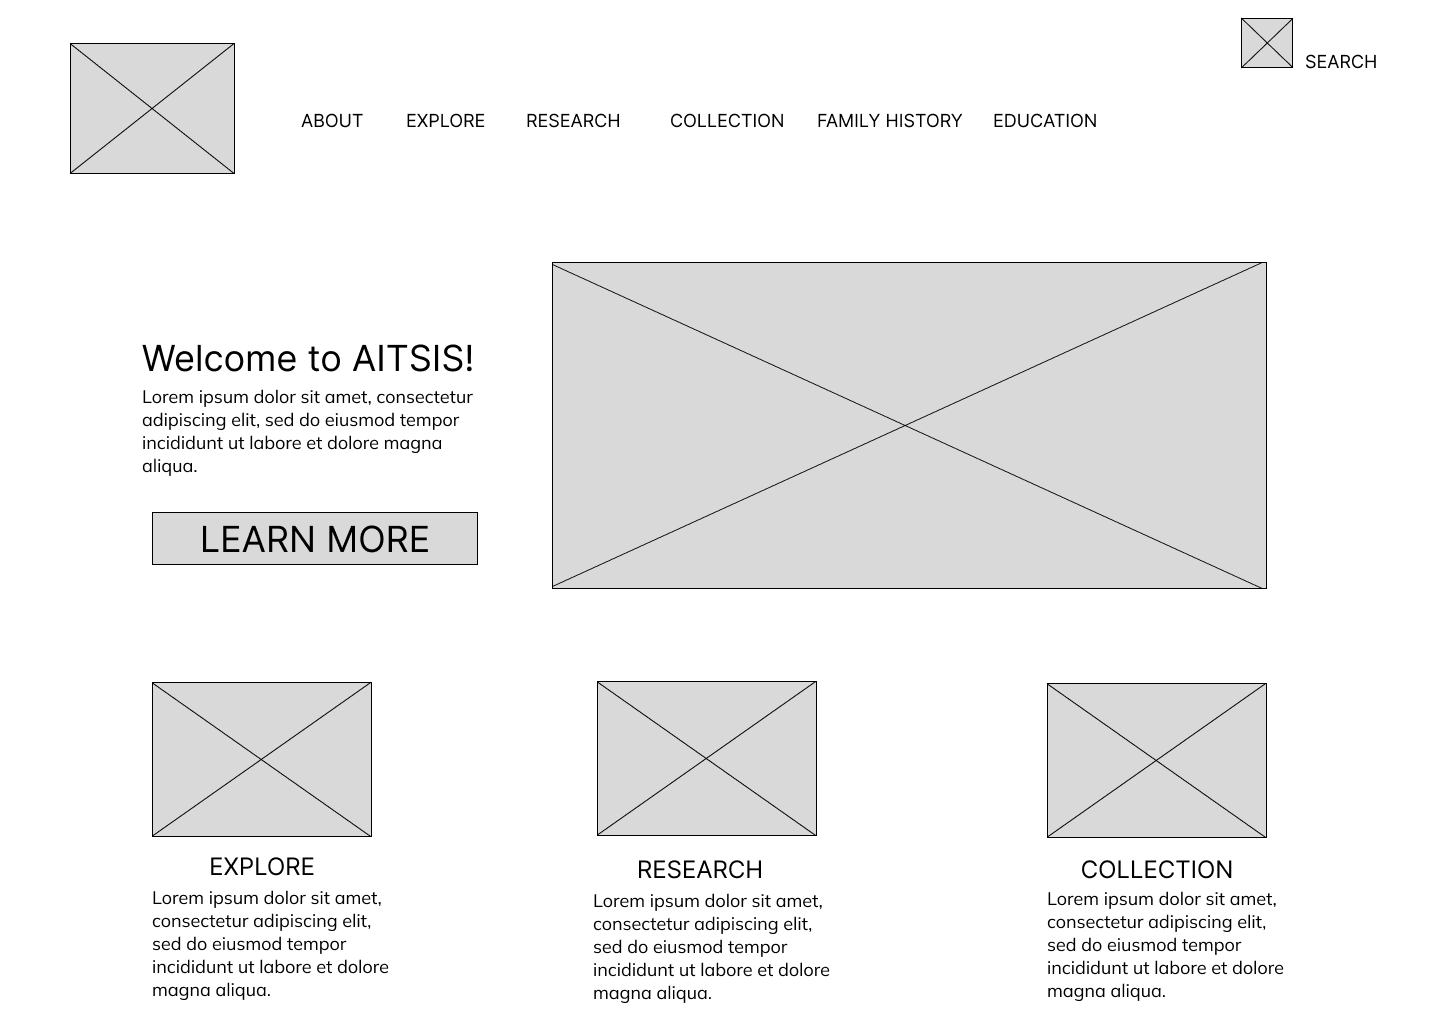 SEARCH
ABOUT EXPLORE RESEARCH COLLECTION FAMILY HISTORY EDUCATION
Welcome to AITSIS!
Lorem ipsum dolor sit amet, consectetur
adipiscing elit, sed do eiusmod tempor
incididunt ut labore et dolore magna
aliqua.
LEARN MORE
EXPLORE
Lorem ipsum dolor sit amet,
consectetur adipiscing elit,
sed do eiusmod tempor
incididunt ut labore et dolore
magna aliqua.
RESEARCH
Lorem ipsum dolor sit amet,
consectetur adipiscing elit,
sed do eiusmod tempor
incididunt ut labore et dolore
magna aliqua.
COLLECTION
Lorem ipsum dolor sit amet,
consectetur adipiscing elit,
sed do eiusmod tempor
incididunt ut labore et dolore
magna aliqua.